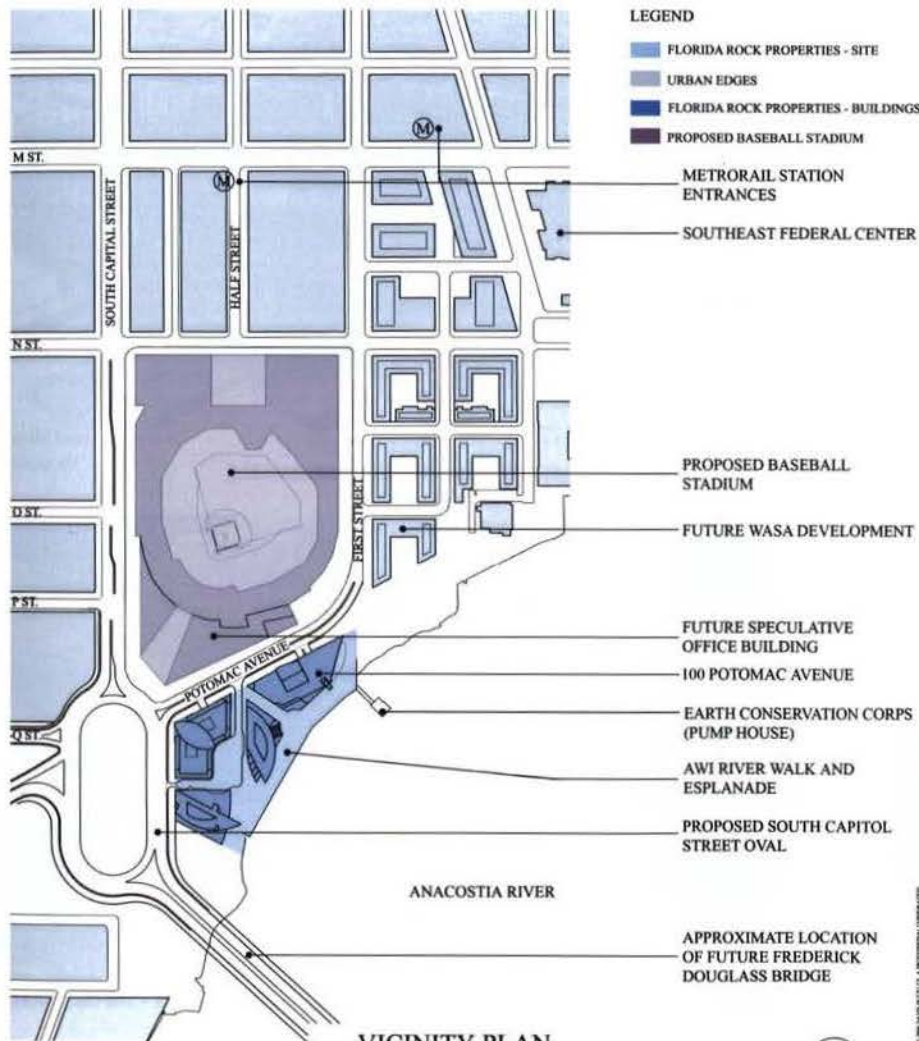 LEGEND
FLORIDA ROCK PROPERTIES - SITE
URBAN EDGES
FLORIDA ROCK PROPERTIES - BUILDINGS
PROPOSED BASEBALL STADIUM
M
M ST.
M
METRORAIL STATION
ENTRANCES
SOUTH CAPITAL STREET
HALF STREET
SOUTHEAST FEDERAL CENTER
N ST.
PROPOSED BASEBALL
STADIUM
FIRST STREET
O ST.
FUTURE WASA DEVELOPMENT
P ST.
FUTURE SPECULATIVE
OFFICE BUILDING
POTOMAC AVENUE
100 POTOMAC AVENUE
EARTH CONSERVATION CORPS
(PUMP HOUSE)
Q ST.
AWI RIVER WALK AND
ESPLANADE
PROPOSED SOUTH CAPITOL
STREET OVAL
ANACOSTIA RIVER
APPROXIMATE LOCATION
OF FUTURE FREDERICK
DOUGLASS BRIDGE
VICINITY PLAN